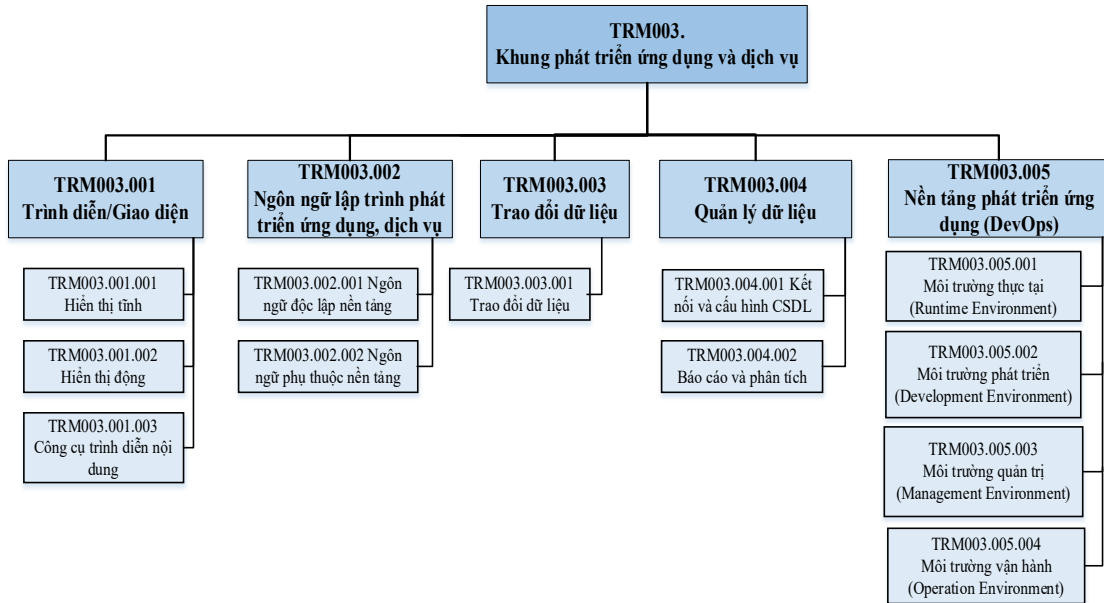 TRM003.
Khung phát triển ứng dụng và dịch vụ
TRM003.001
Trình diễn/Giao diện
TRM003.001.001
Hiển thị tĩnh
TRM003.001.002
Hiển thị động
TRM003.001.003
Công cụ trình diễn nội
dung
TRM003.002
Ngôn ngữ lập trình phát
triển ứng dụng, dịch vụ
TRM003.002.001 Ngôn
ngữ độc lập nền tảng
TRM003.002.002 Ngôn
ngữ phụ thuộc nền tảng
TRM003.003
Trao đổi dữ liệu
TRM003.003.001
Trao đổi dữ liệu
TRM003.004
Quản lý dữ liệu
TRM003.004.001 Kết
nối và cấu hình CSDL
TRM003.004.002
Báo cáo và phân tích
TRM003.005
Nền tảng phát triển ứng
dụng (DevOps)
TRM003.005.001
Môi trường thực tại
(Runtime Environment)
TRM003.005.002
Môi trường phát triển
(Development Environment)
TRM003.005.003
Môi trường quản trị
(Management Environment)
TRM003.005.004
Môi trường vận hành
(Operation Environment)